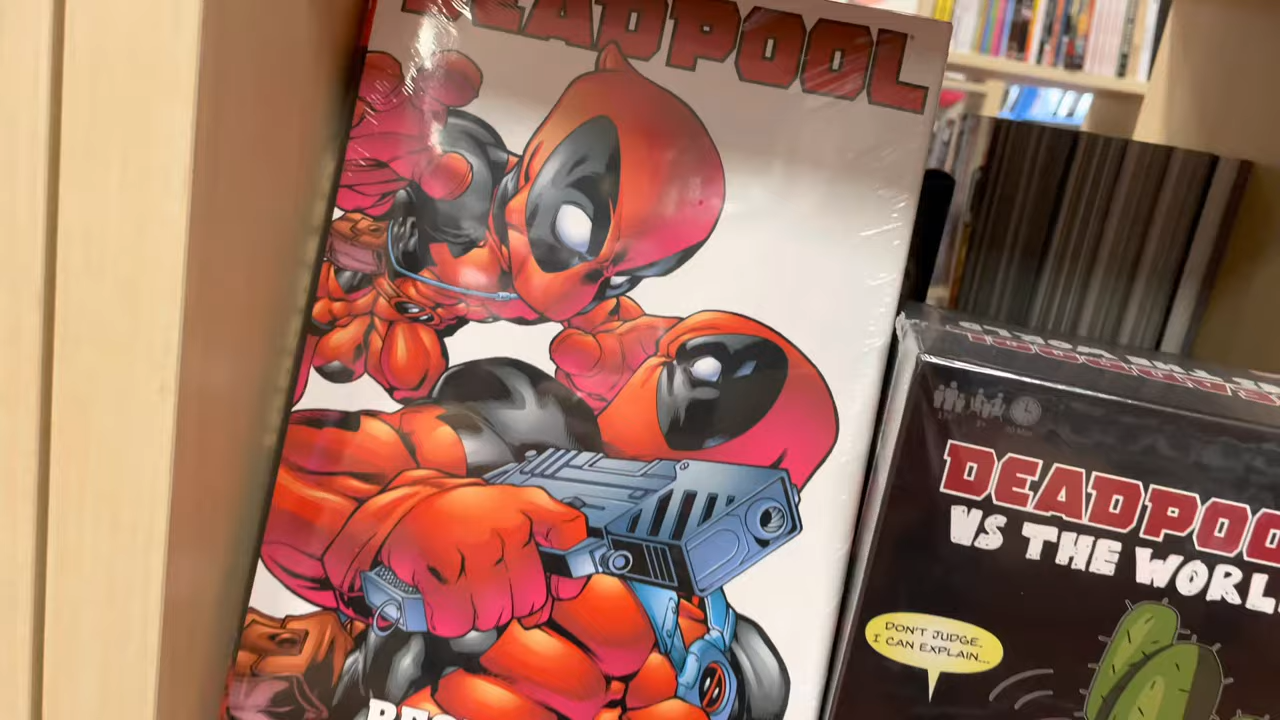 DEADPOOL
DEADPOO
VS THE WORL
DON'T JUDGE,
I CAN EXPLAIN...